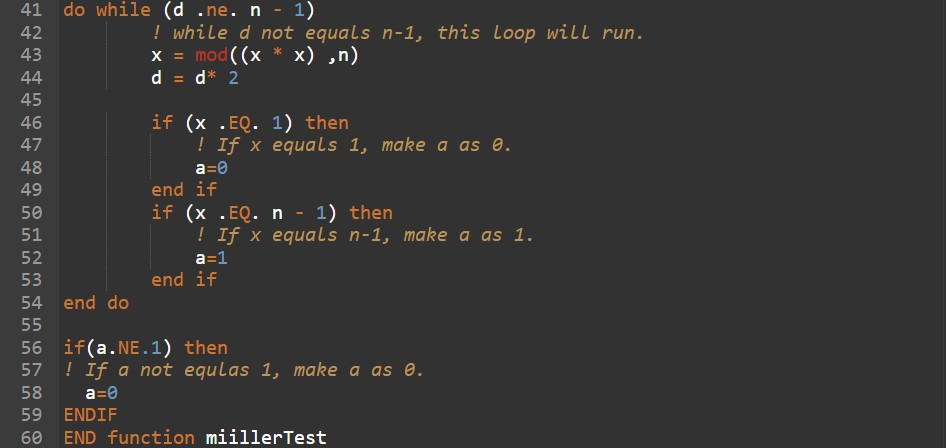 41 do while (d .ne. n - 1)
42 ! while d not equals n-1, this loop will run.
43 x = mod((x * x) ,n)
44 d = d* 2
45
46 if (x .EQ. 1) then
47 ! If x equals 1, make a as 0.
48 a=0
49 end if
50 if (x .EQ. n - 1) then
51 ! If x equals n-1, make a as 1.
52 a=1
53 end if
54 end do
55
56 if(a.NE.1) then
57 ! If a not equlas 1, make a as 0.
58 a=0
59 ENDIF
60 END function miillerTest